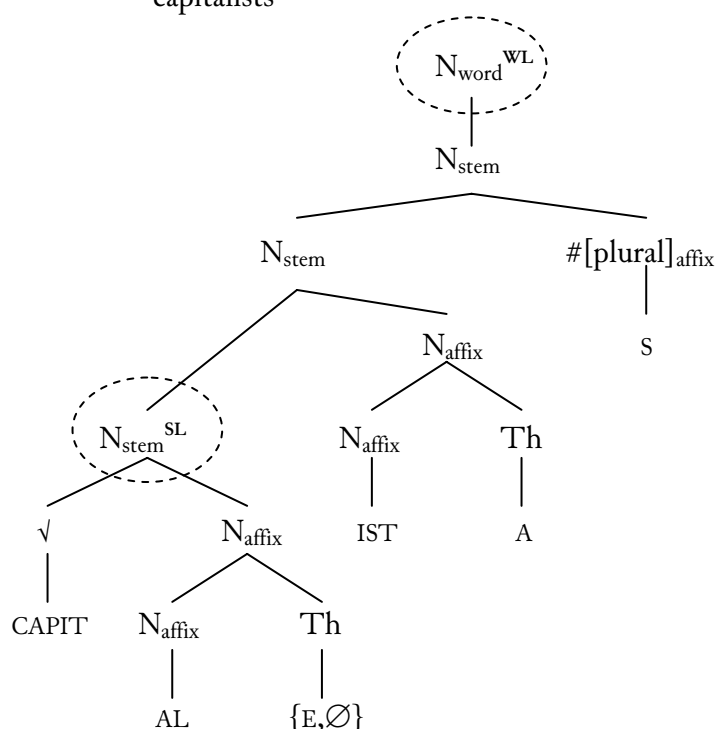 capitalists
N_word^WL
N_stem
N_stem #[plural]_affix
N_affix S
N_stem^SL N_affix Th
√ N_affix IST A
CAPIT N_affix Th
AL {E,∅}